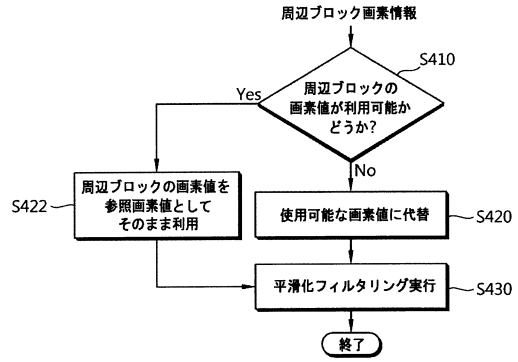 周辺ブロック画素情報
S410
周辺ブロックの
画素値が利用可能か
どうか?
Yes
No
周辺ブロックの画素値を
参照画素値として
そのまま利用
S422
使用可能な画素値に代替
S420
平滑化フィルタリング実行
S430
終了